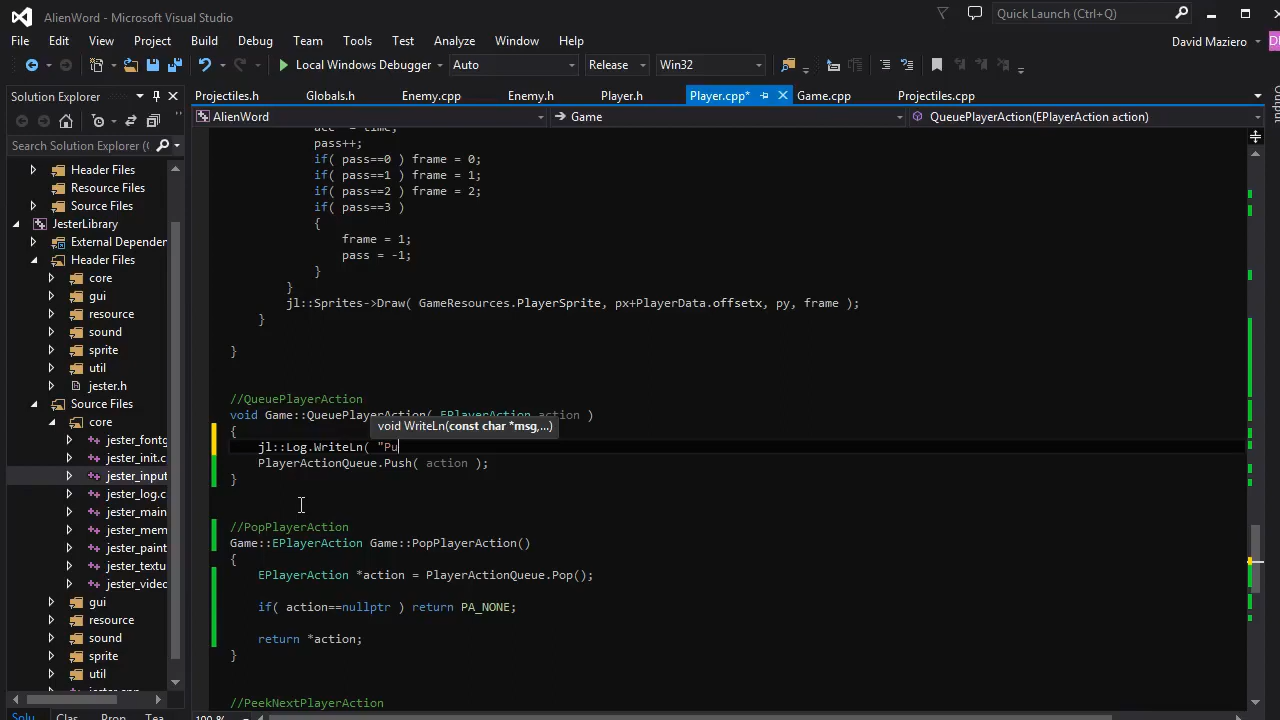 AlienWord - Microsoft Visual Studio
Quick Launch (Ctrl+Q)
File Edit View Project Build Debug Team Tools Test Analyze Window Help
David Maziero
Local Windows Debugger Auto Release Win32
Solution Explorer
Projectiles.h Globals.h Enemy.cpp Enemy.h Player.h Player.cpp* Game.cpp Projectiles.cpp
AlienWord Game QueuePlayerAction(EPlayerAction action)
Search Solution Explorer (
Header Files
Resource Files
Source Files
JesterLibrary
External Depender
Header Files
core
gui
resource
sound
sprite
util
jester.h
Source Files
core
jester_fontg
jester_init.c
jester_input
jester_log.c
jester_main
jester_mem
jester_paint
jester_textu
jester_video
gui
resource
sound
sprite
util
pass++;
if( pass==0 ) frame = 0;
if( pass==1 ) frame = 1;
if( pass==2 ) frame = 2;
if( pass==3 )
{
frame = 1;
pass = -1;
}
}
jl::Sprites->Draw( GameResources.PlayerSprite, px+PlayerData.offsetx, py, frame );
}
}
//QueuePlayerAction
void Game::QueuePlayerAction( EPlayerAction action )
void WriteLn(const char *msg,...)
{
jl::Log.WriteLn( "Pu
PlayerActionQueue.Push( action );
}
//PopPlayerAction
Game::EPlayerAction Game::PopPlayerAction()
{
EPlayerAction *action = PlayerActionQueue.Pop();
if( action==nullptr ) return PA_NONE;
return *action;
}
//PeekNextPlayerAction